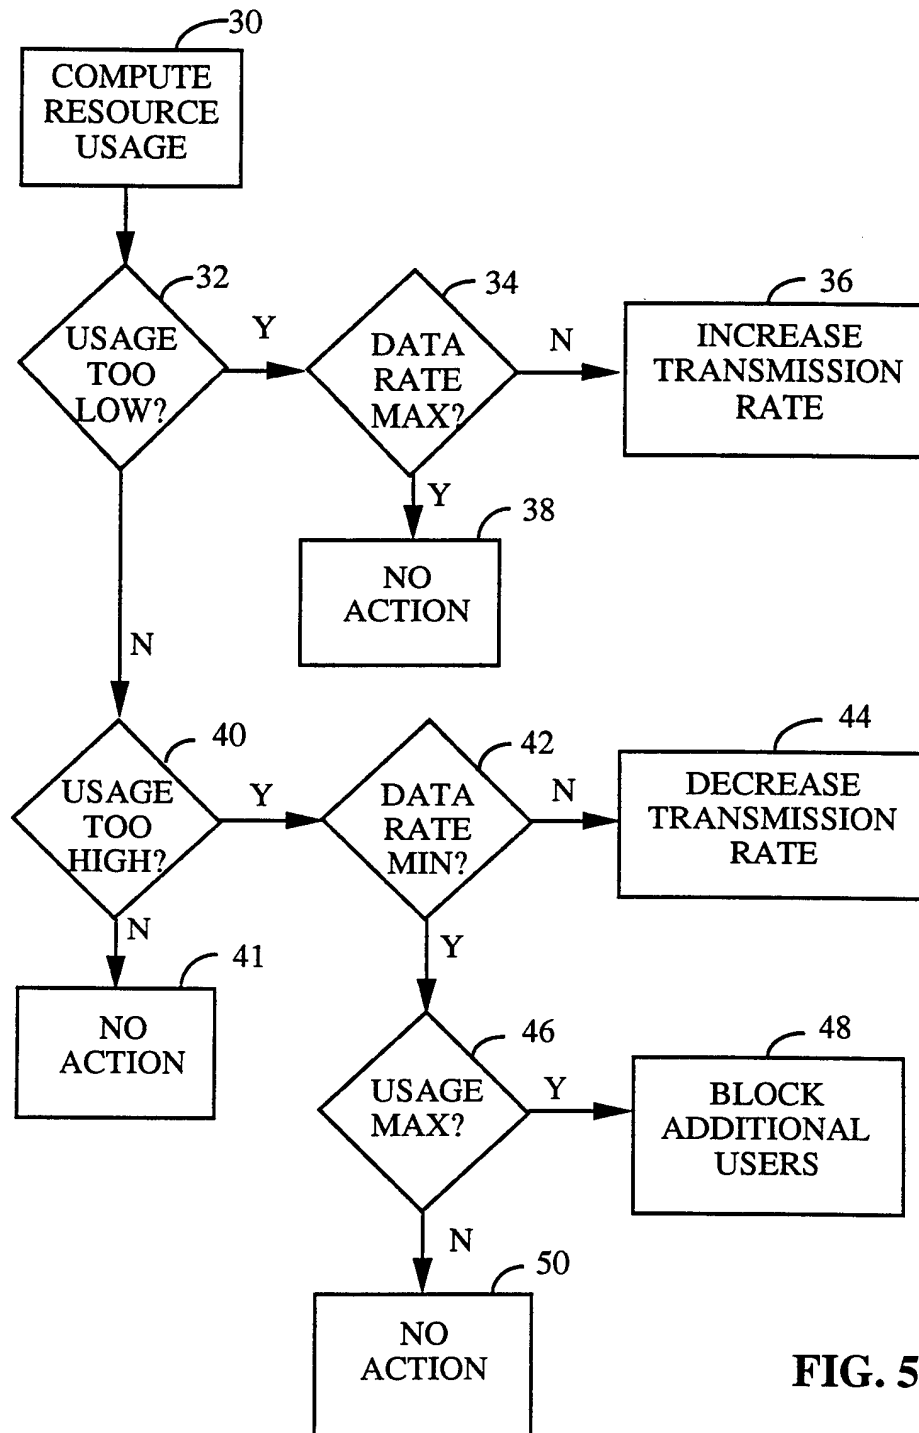 30
COMPUTE
RESOURCE
USAGE
32
USAGE
TOO
LOW?
Y
34
DATA
RATE
MAX?
N
36
INCREASE
TRANSMISSION
RATE
Y
38
NO
ACTION
N
40
USAGE
TOO
HIGH?
Y
42
DATA
RATE
MIN?
N
44
DECREASE
TRANSMISSION
RATE
N
41
NO
ACTION
Y
46
USAGE
MAX?
Y
48
BLOCK
ADDITIONAL
USERS
N
50
NO
ACTION
FIG. 5